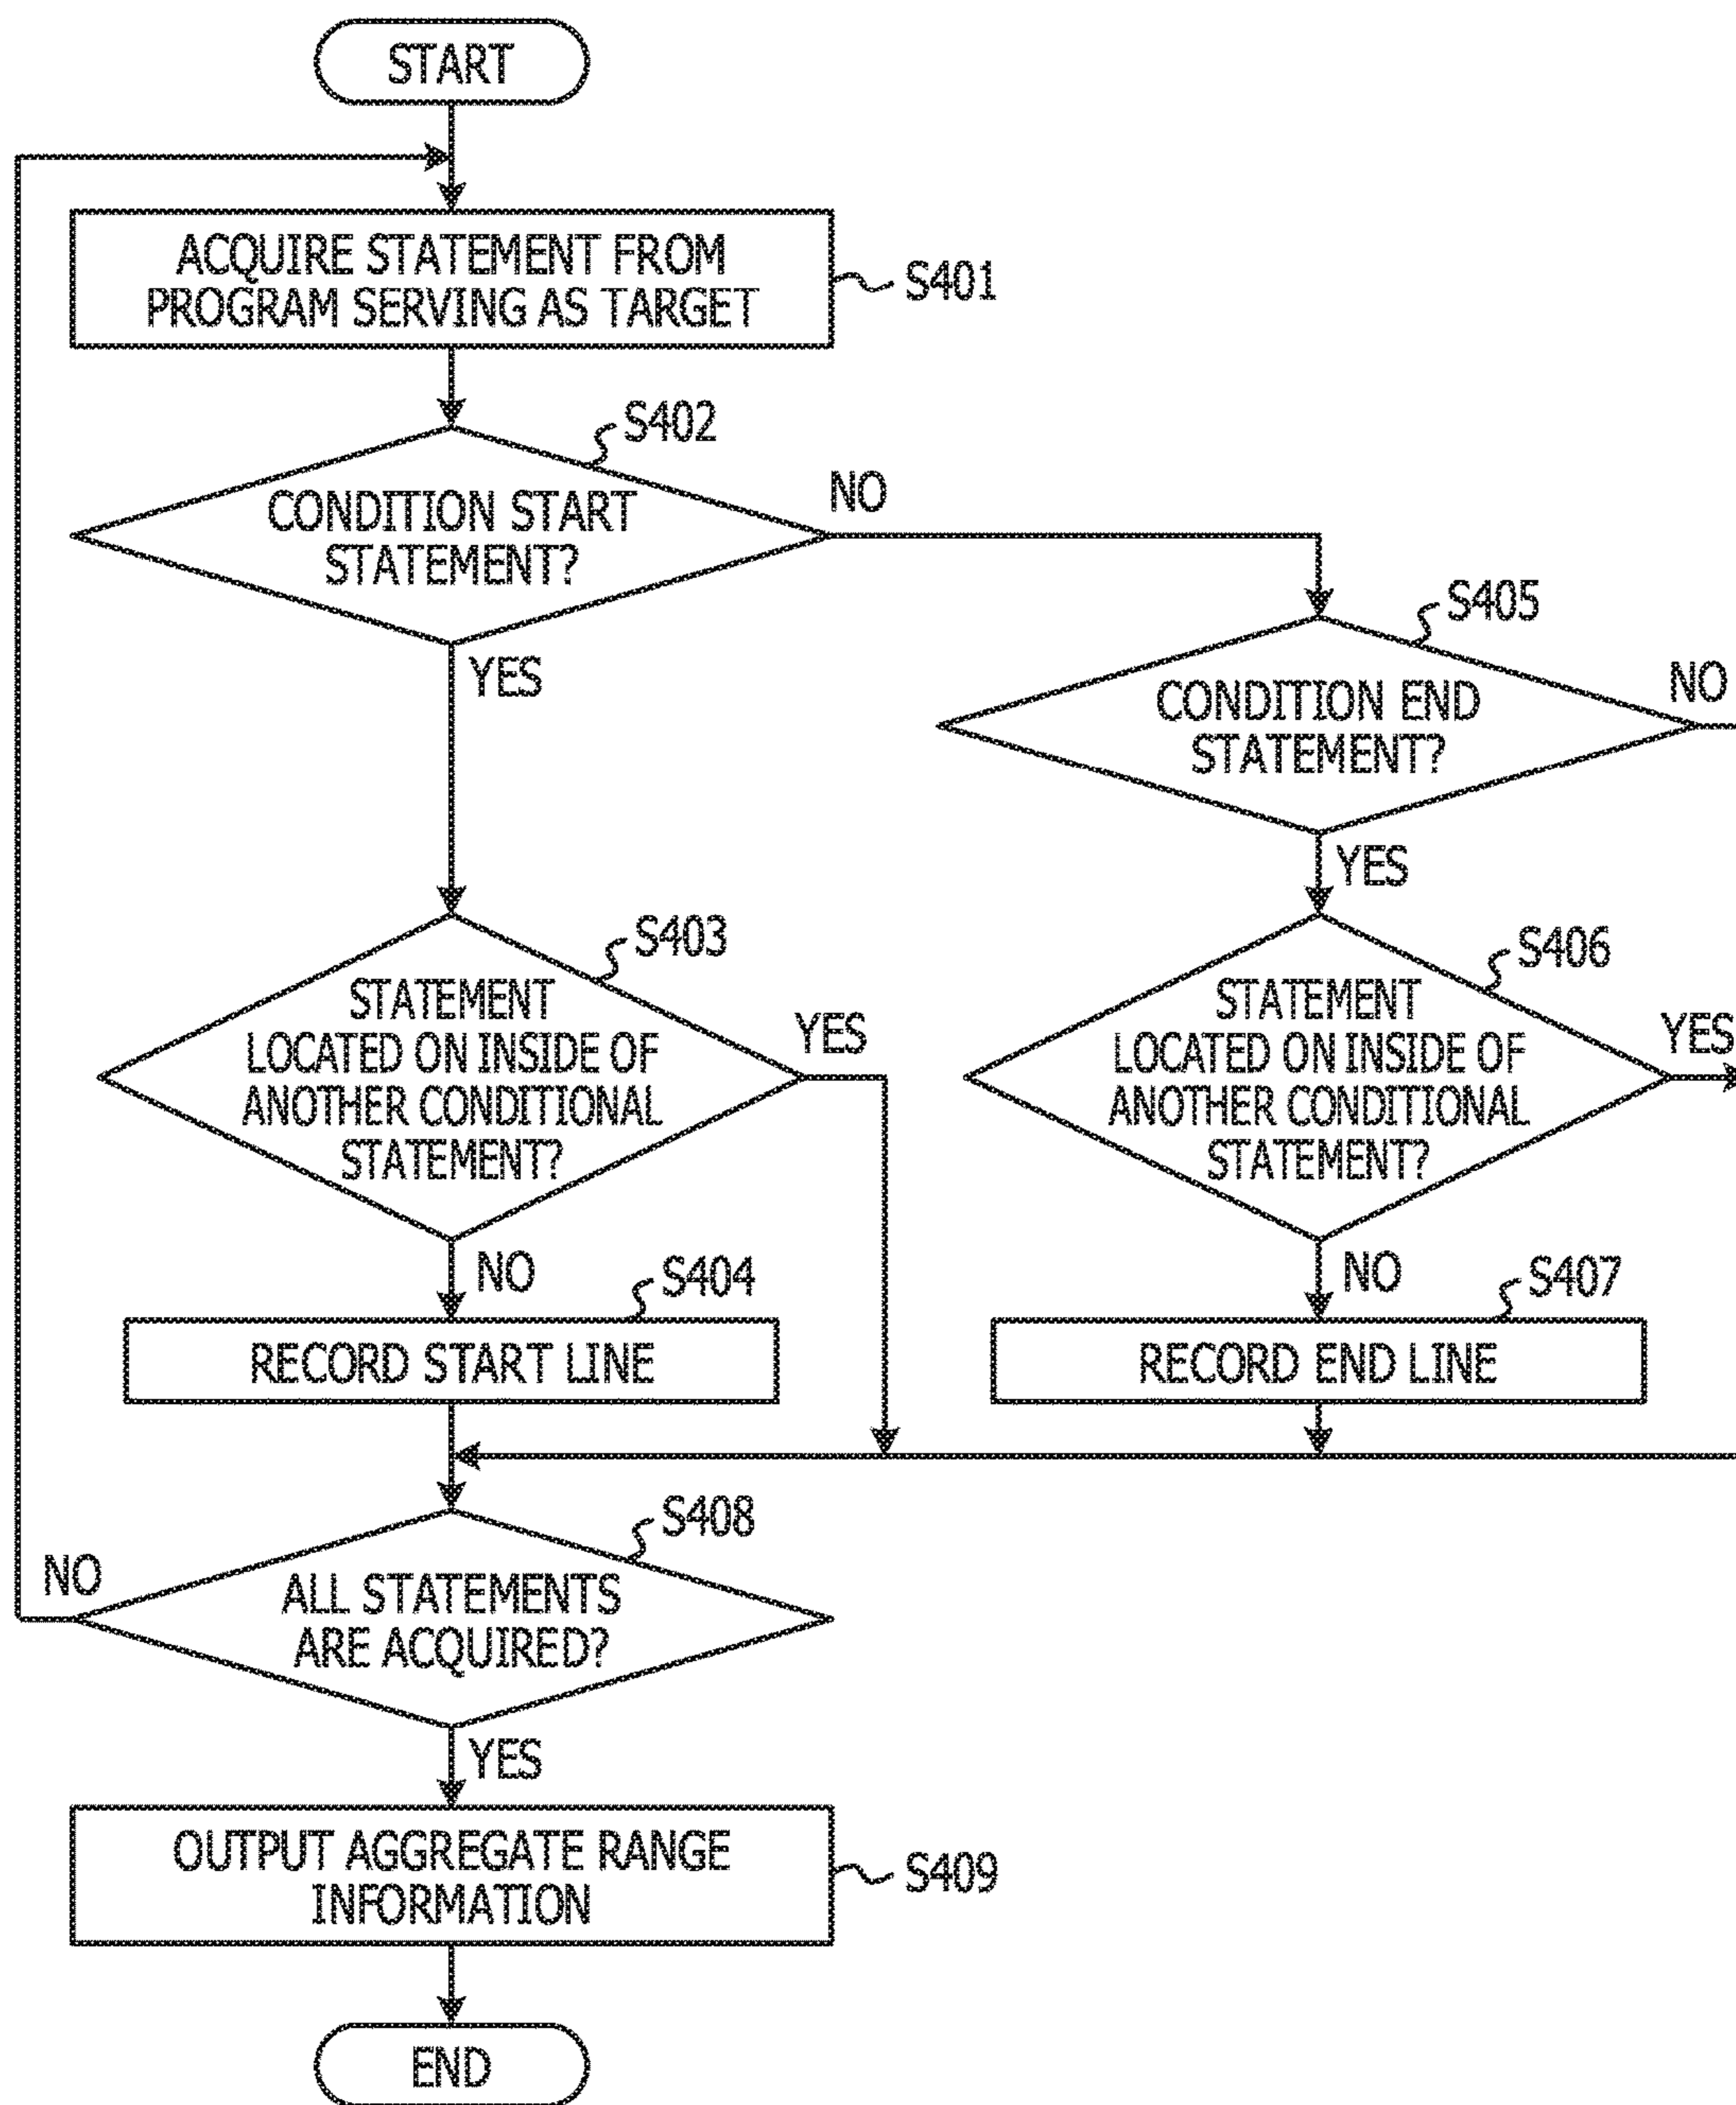 START
ACQUIRE STATEMENT FROM
PROGRAM SERVING AS TARGET
S401
S402
CONDITION START
STATEMENT?
NO
YES
S405
CONDITION END
STATEMENT?
NO
YES
S403
STATEMENT
LOCATED ON INSIDE OF
ANOTHER CONDITIONAL
STATEMENT?
YES
NO
S406
STATEMENT
LOCATED ON INSIDE OF
ANOTHER CONDITIONAL
STATEMENT?
YES
NO
S404
RECORD START LINE
S407
RECORD END LINE
S408
ALL STATEMENTS
ARE ACQUIRED?
NO
YES
OUTPUT AGGREGATE RANGE
INFORMATION
S409
END